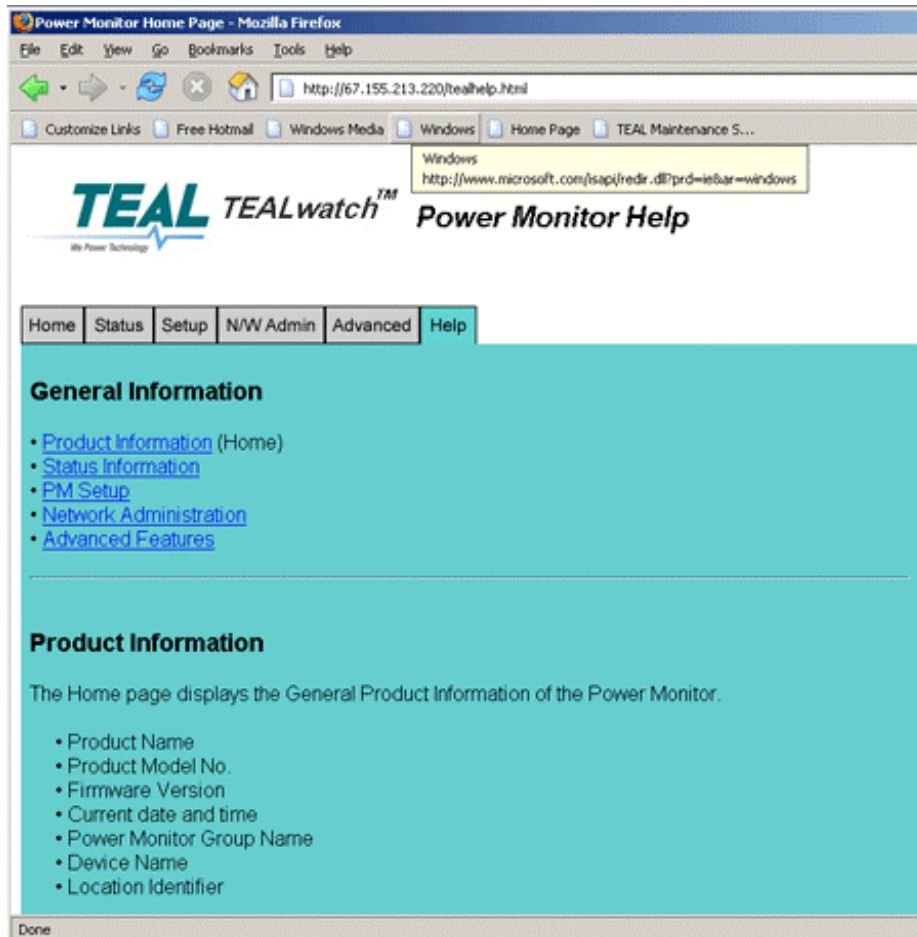 Power Monitor Home Page - Mozilla Firefox
File Edit View Go Bookmarks Tools Help
http://67.155.213.220/tealhelp.html
Customize Links Free Hotmail Windows Media Windows Home Page TEAL Maintenance S...
Windows
http://www.microsoft.com/isapi/redir.dll?prd=ie&ar=windows
TEAL
We Power Technology
TEALwatch™
Power Monitor Help
Home Status Setup N/W Admin Advanced Help
General Information
• Product Information (Home)
• Status Information
• PM Setup
• Network Administration
• Advanced Features
Product Information
The Home page displays the General Product Information of the Power Monitor.
• Product Name
• Product Model No.
• Firmware Version
• Current date and time
• Power Monitor Group Name
• Device Name
• Location Identifier
Done